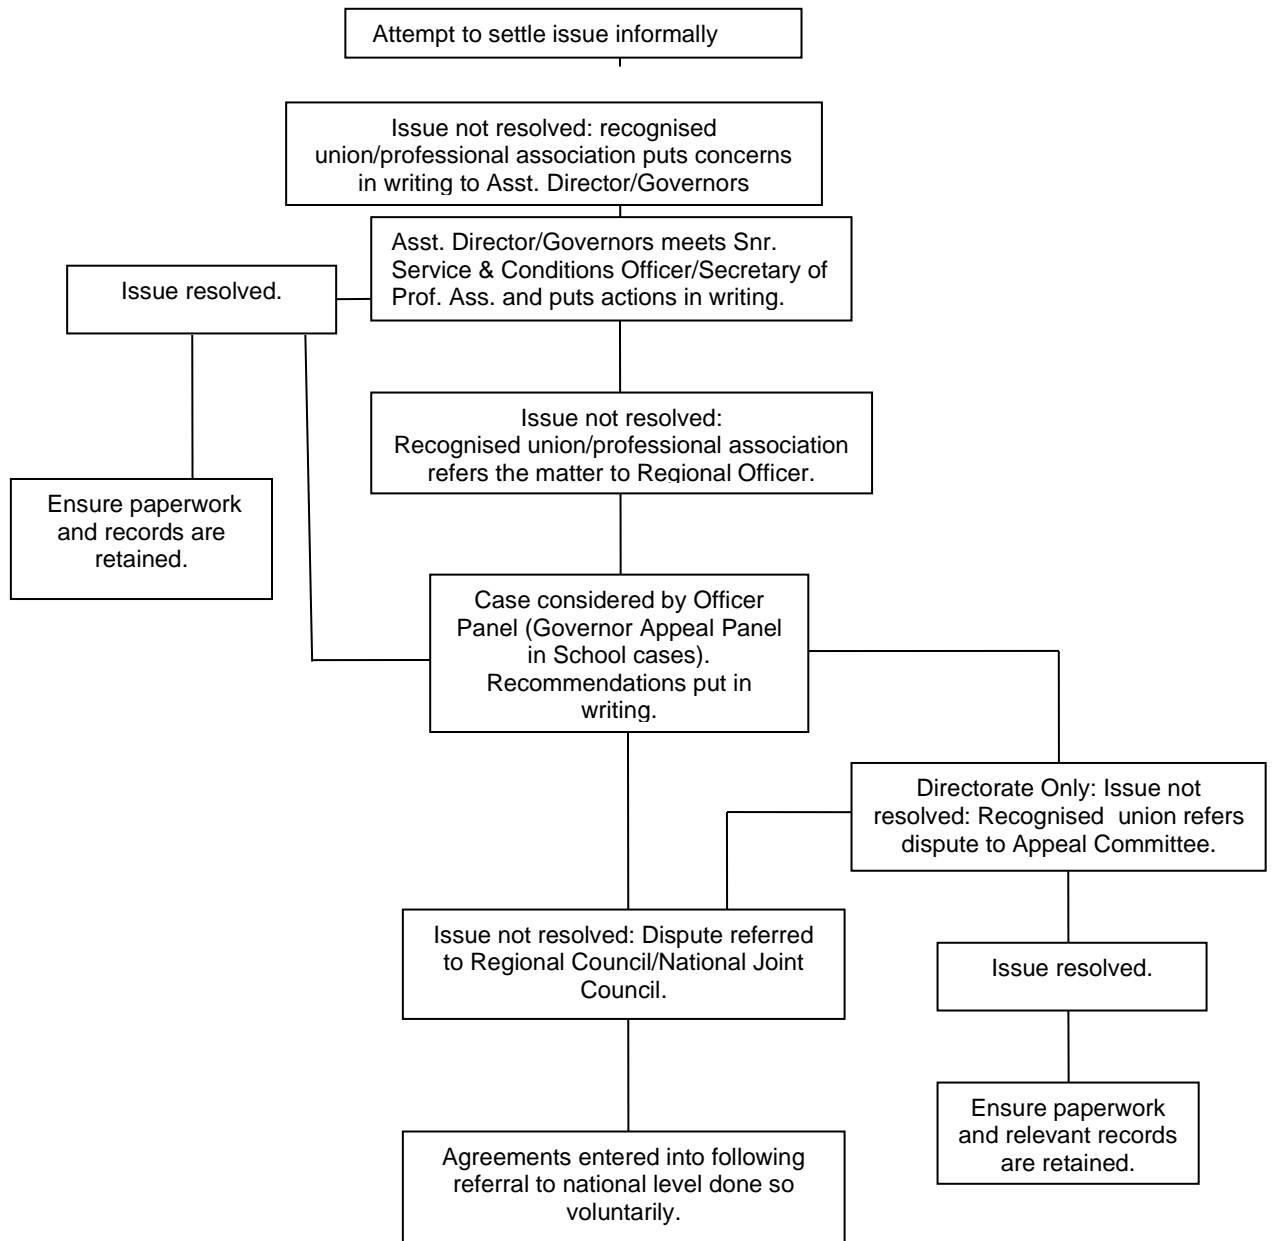 Attempt to settle issue informally
Issue not resolved: recognised
union/professional association puts concerns
in writing to Asst. Director/Governors
Asst. Director/Governors meets Snr.
Service & Conditions Officer/Secretary of
Prof. Ass. and puts actions in writing.
Issue resolved.
Issue not resolved:
Recognised union/professional association
refers the matter to Regional Officer.
Ensure paperwork
and records are
retained.
Case considered by Officer
Panel (Governor Appeal Panel
in School cases).
Recommendations put in
writing.
Directorate Only: Issue not
resolved: Recognised  union refers
dispute to Appeal Committee.
Issue not resolved: Dispute referred
to Regional Council/National Joint
Council.
Issue resolved.
Ensure paperwork
and relevant records
are retained.
Agreements entered into following
referral to national level done so
voluntarily.